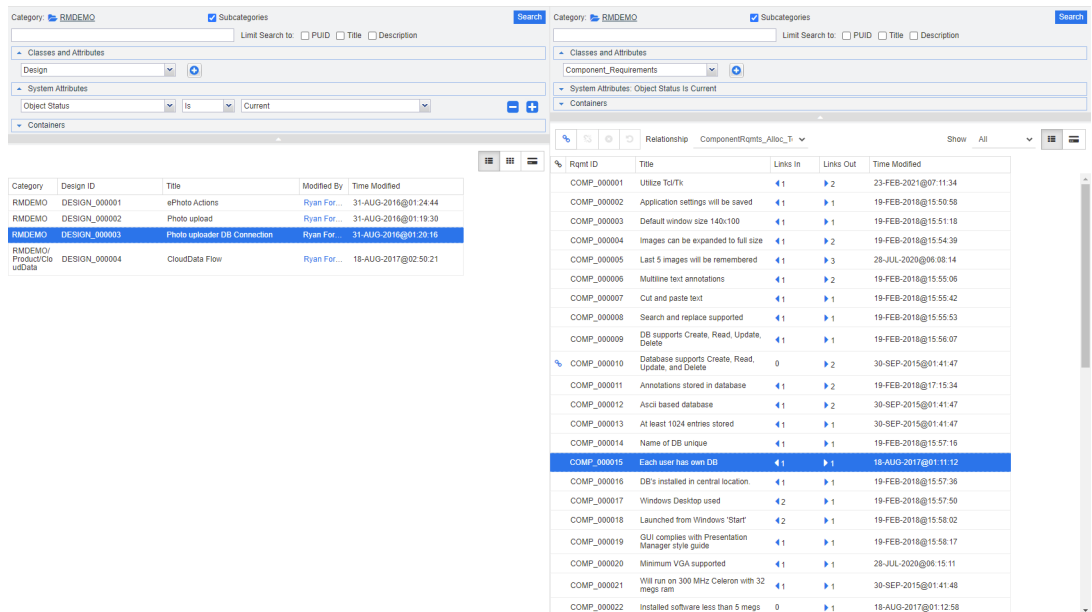 Category: RMDEMO Subcategories Search
Limit Search to: PUID Title Description
Classes and Attributes
Design
System Attributes
Object Status Is Current
Containers
Category Design ID Title Modified By Time Modified
RMDEMO DESIGN_000001 ePhoto Actions Ryan For... 31-AUG-2016@01:24:44
RMDEMO DESIGN_000002 Photo upload Ryan For... 31-AUG-2016@01:19:30
RMDEMO DESIGN_000003 Photo uploader DB Connection Ryan For... 31-AUG-2016@01:20:16
RMDEMO/
Product/Clo
udData
DESIGN_000004 CloudData Flow Ryan For... 18-AUG-2017@02:50:21
Category: RMDEMO Subcategories Search
Limit Search to: PUID Title Description
Classes and Attributes
Component_Requirements
System Attributes: Object Status Is Current
Containers
Relationship ComponentRqmts_Alloc_T Show All
Rqmt ID Title Links In Links Out Time Modified
COMP_000001 Utilize Tcl/Tk 1 2 23-FEB-2021@07:11:34
COMP_000002 Application settings will be saved 1 1 19-FEB-2018@15:50:58
COMP_000003 Default window size 140x100 1 1 19-FEB-2018@15:51:18
COMP_000004 Images can be expanded to full size 1 2 19-FEB-2018@15:54:39
COMP_000005 Last 5 images will be remembered 1 3 28-JUL-2020@06:08:14
COMP_000006 Multiline text annotations 1 2 19-FEB-2018@15:55:06
COMP_000007 Cut and paste text 1 1 19-FEB-2018@15:55:42
COMP_000008 Search and replace supported 1 1 19-FEB-2018@15:55:53
COMP_000009 DB supports Create, Read, Update,
Delete 1 1 19-FEB-2018@15:56:07
COMP_000010 Database supports Create, Read,
Update, and Delete 0 2 30-SEP-2015@01:41:47
COMP_000011 Annotations stored in database 1 2 19-FEB-2018@17:15:34
COMP_000012 Ascii based database 1 2 30-SEP-2015@01:41:47
COMP_000013 At least 1024 entries stored 1 1 30-SEP-2015@01:41:47
COMP_000014 Name of DB unique 1 1 19-FEB-2018@15:57:16
COMP_000015 Each user has own DB 1 1 18-AUG-2017@01:11:12
COMP_000016 DB's installed in central location. 1 1 19-FEB-2018@15:57:36
COMP_000017 Windows Desktop used 2 1 19-FEB-2018@15:57:50
COMP_000018 Launched from Windows 'Start' 2 1 19-FEB-2018@15:58:02
COMP_000019 GUI complies with Presentation
Manager style guide 1 1 19-FEB-2018@15:58:17
COMP_000020 Minimum VGA supported 1 1 28-JUL-2020@06:15:11
COMP_000021 Will run on 300 MHz Celeron with 32
megs ram 1 1 30-SEP-2015@01:41:48
COMP_000022 Installed software less than 5 megs 0 1 18-AUG-2017@01:12:58